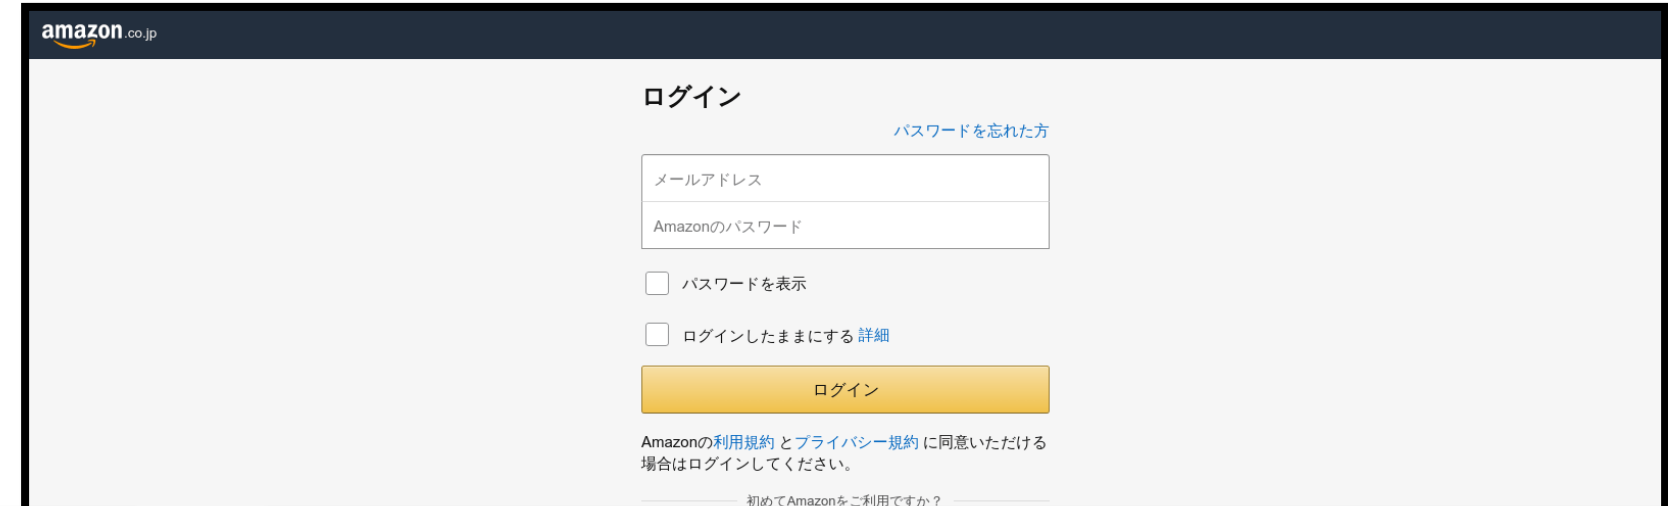 amazon.co.jp
ログイン
パスワードを忘れた方
メールアドレス
Amazonのパスワード
パスワードを表示
ログインしたままにする 詳細
ログイン
Amazonの利用規約 とプライバシー規約 に同意いただける
場合はログインしてください。
初めてAmazonをご利用ですか？